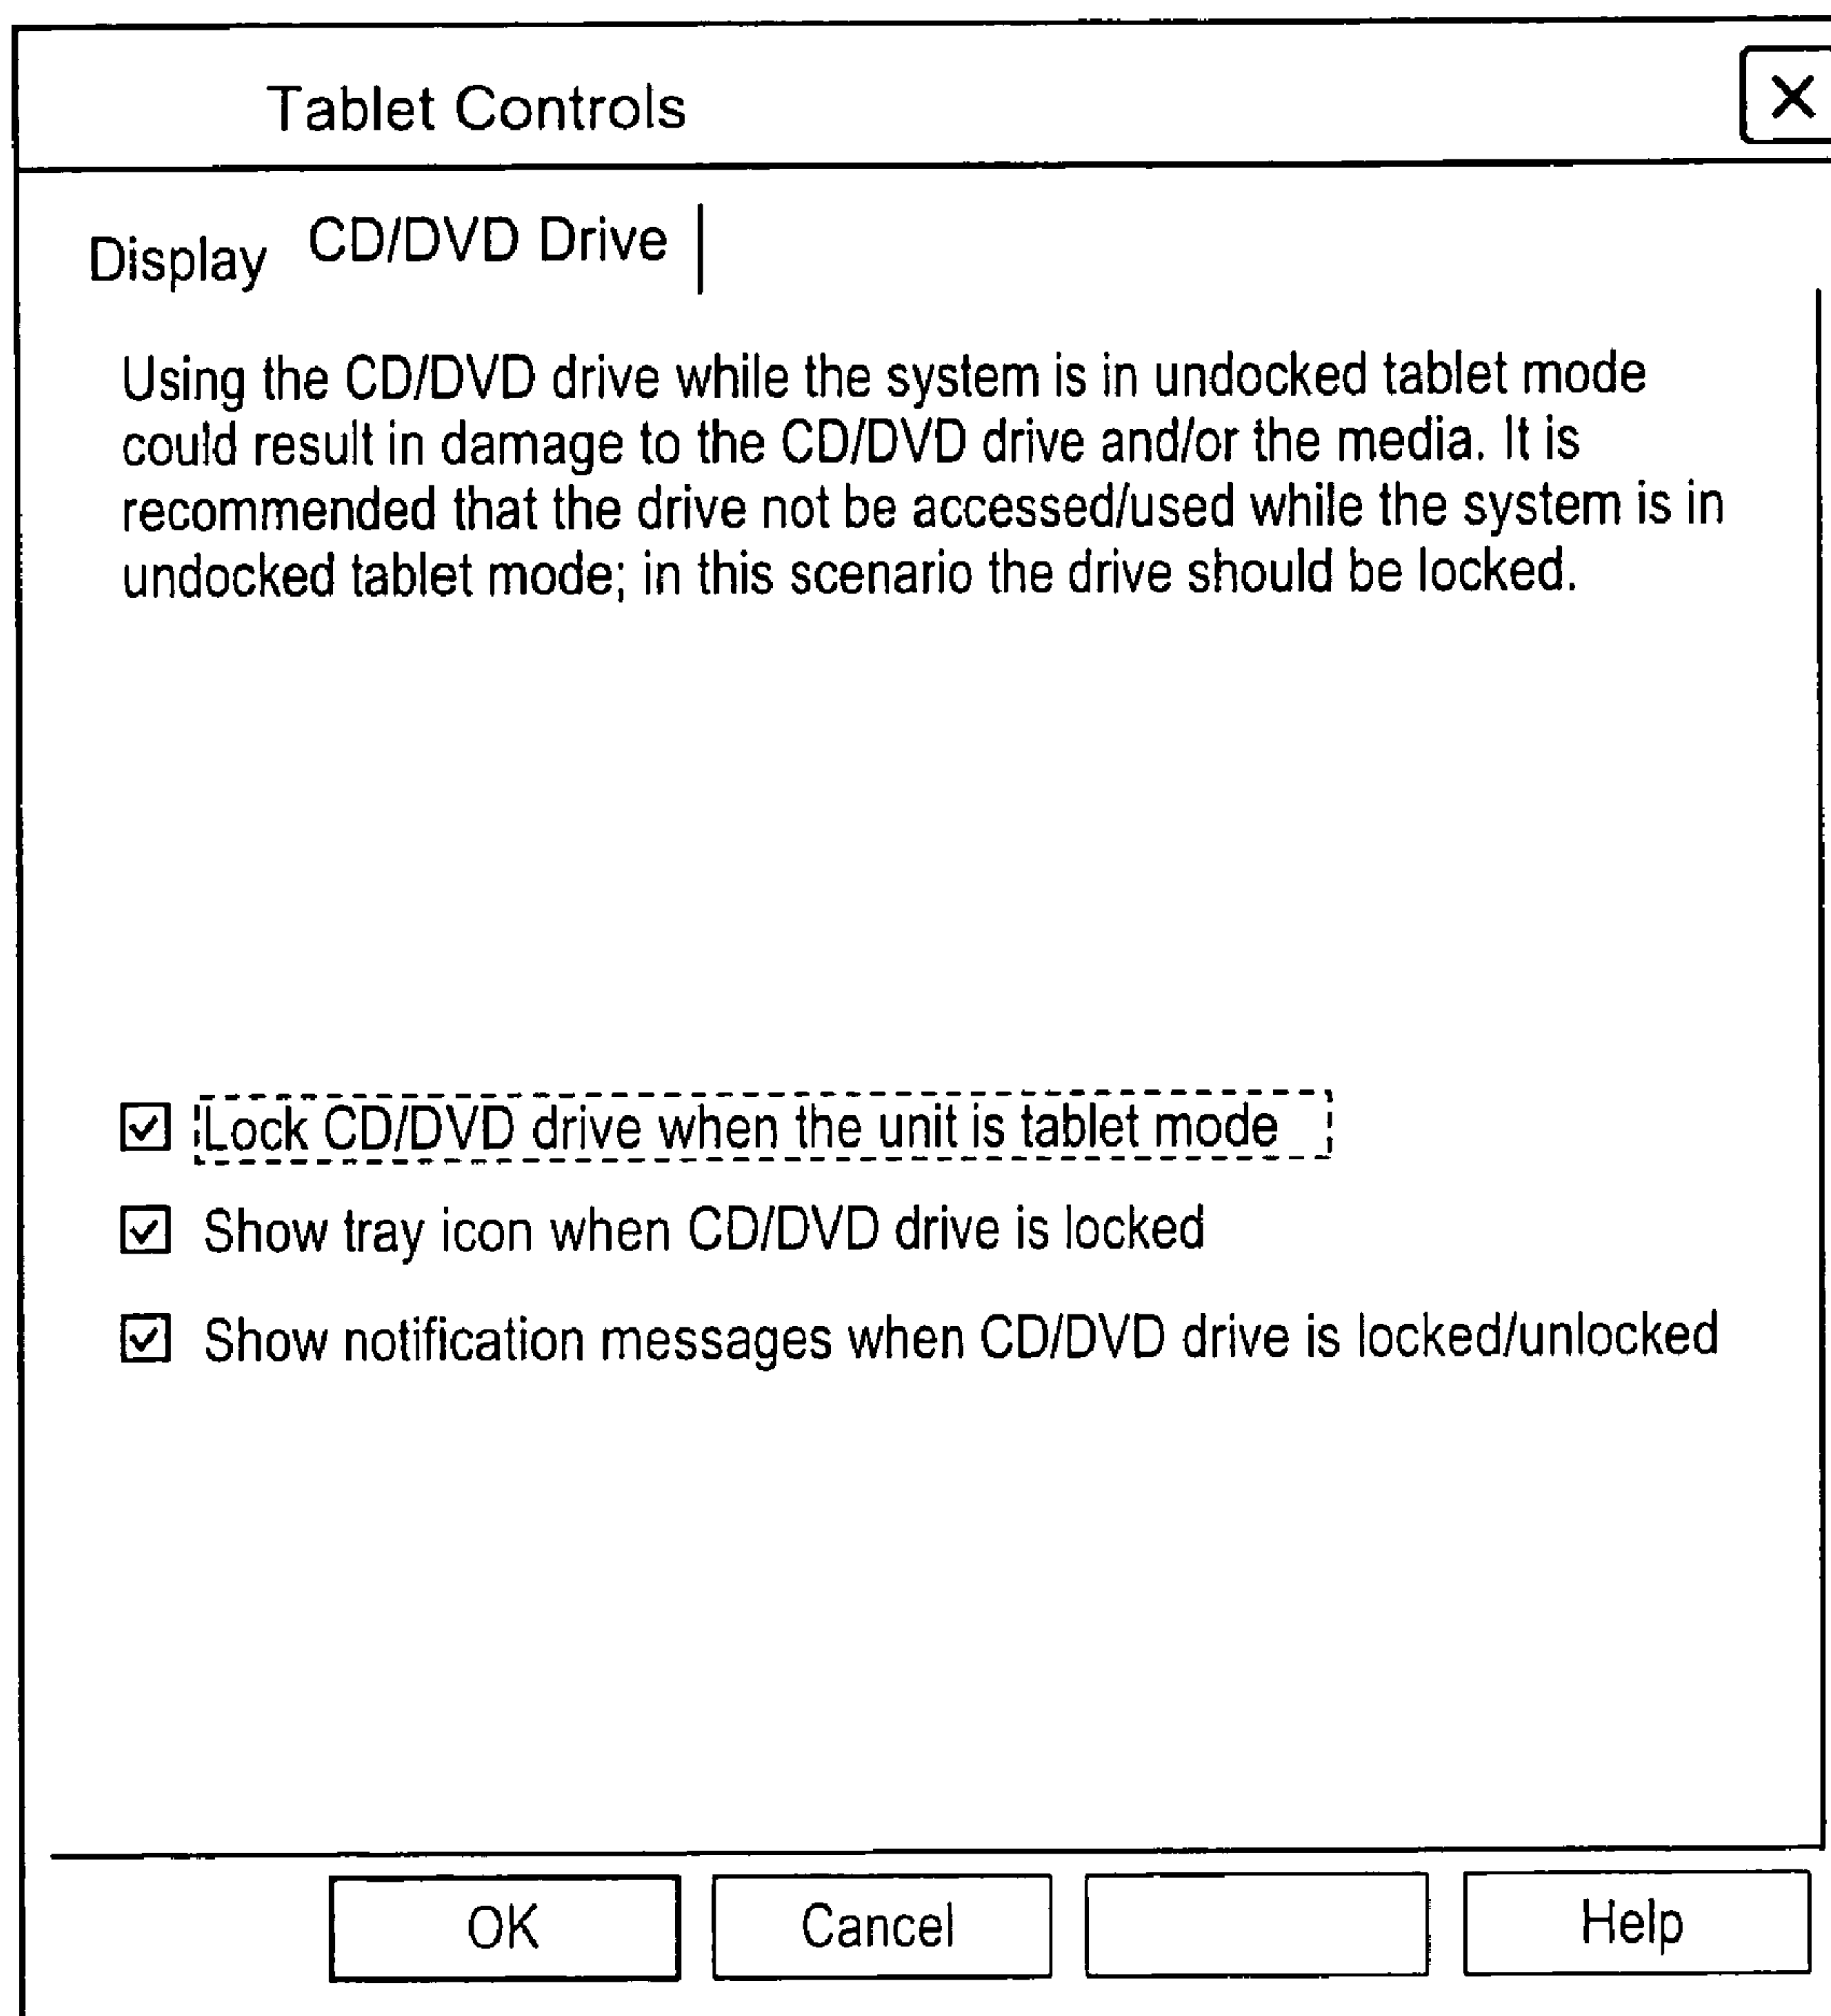 Tablet Controls
Display CD/DVD Drive
Using the CD/DVD drive while the system is in undocked tablet mode
could result in damage to the CD/DVD drive and/or the media. It is
recommended that the drive not be accessed/used while the system is in
undocked tablet mode; in this scenario the drive should be locked.
Lock CD/DVD drive when the unit is tablet mode
Show tray icon when CD/DVD drive is locked
Show notification messages when CD/DVD drive is locked/unlocked
OK Cancel Help